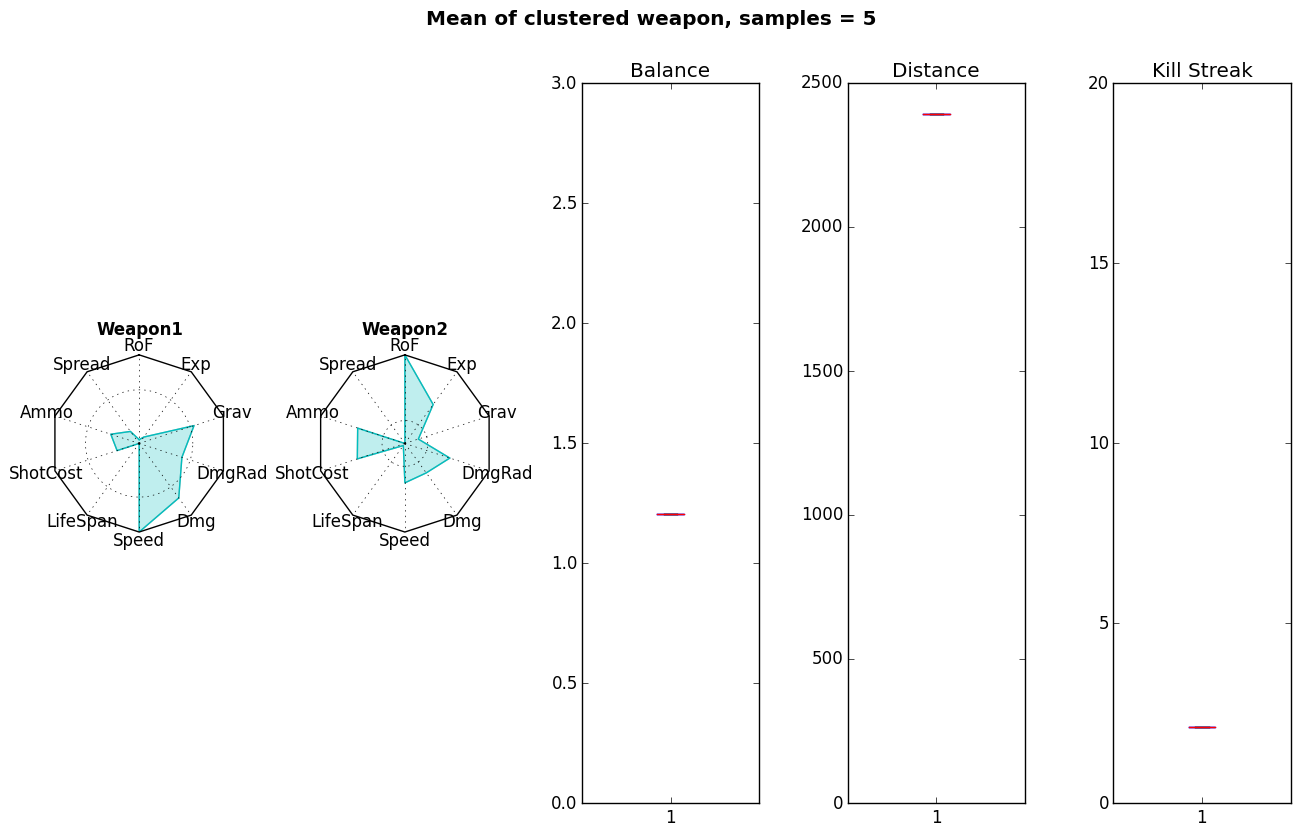 Mean of clustered weapon, samples = 5
Weapon1
RoF
Exp
Grav
DmgRad
Dmg
Speed
LifeSpan
ShotCost
Ammo
Spread
Weapon2
RoF
Exp
Grav
DmgRad
Dmg
Speed
LifeSpan
ShotCost
Ammo
Spread
Balance
3.0
2.5
2.0
1.5
1.0
0.5
0.0
1
Distance
2500
2000
1500
1000
500
0
1
Kill Streak
20
15
10
5
0
1